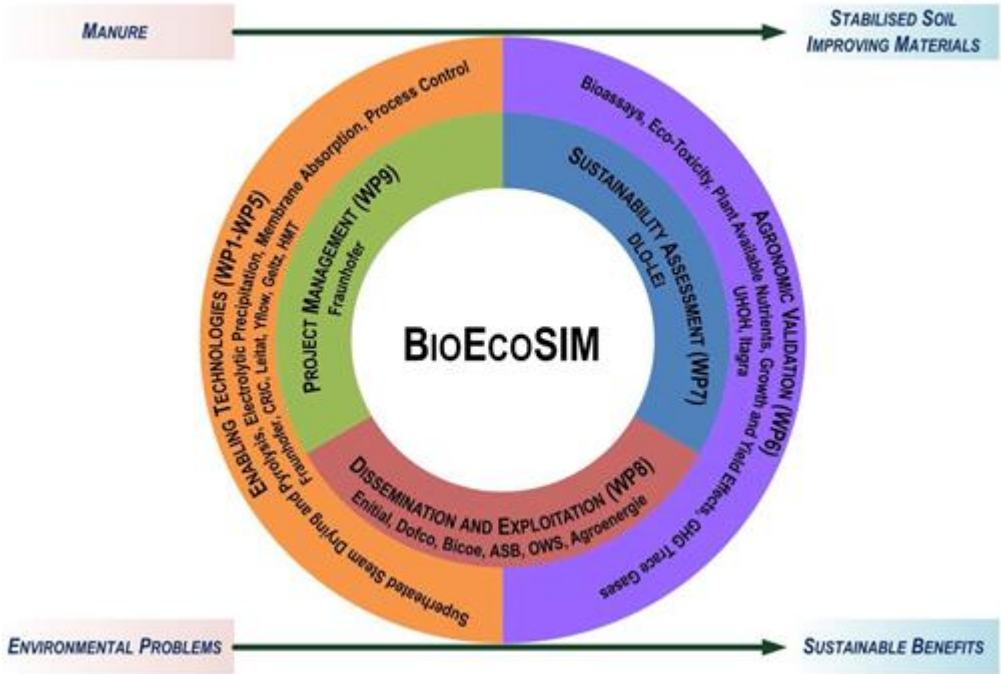 MANURE
STABILISED SOIL
IMPROVING MATERIALS
ENABLING TECHNOLOGIES (WP1-WP5)
Superheated Steam Drying and Pyrolysis, Electrolytic Precipitation, Membrane Absorption, Process Control
Fraunhofer, CRIC, Leitat, Yflow, Geltz, HMT
PROJECT MANAGEMENT (WP9)
Fraunhofer
BIOECOSIM
SUSTAINABILITY ASSESSMENT (WP7)
DLO-LEI
AGRONOMIC VALIDATION (WP6)
Bioassays, Eco-Toxicity, Plant Available Nutrients, Growth and Yield Effects, GHG Trace Gases
UHOH, Itagra
DISSEMINATION AND EXPLOITATION (WP8)
Enitial, Dofco, Bicoe, ASB, OWS, Agroenergie
ENVIRONMENTAL PROBLEMS
SUSTAINABLE BENEFITS